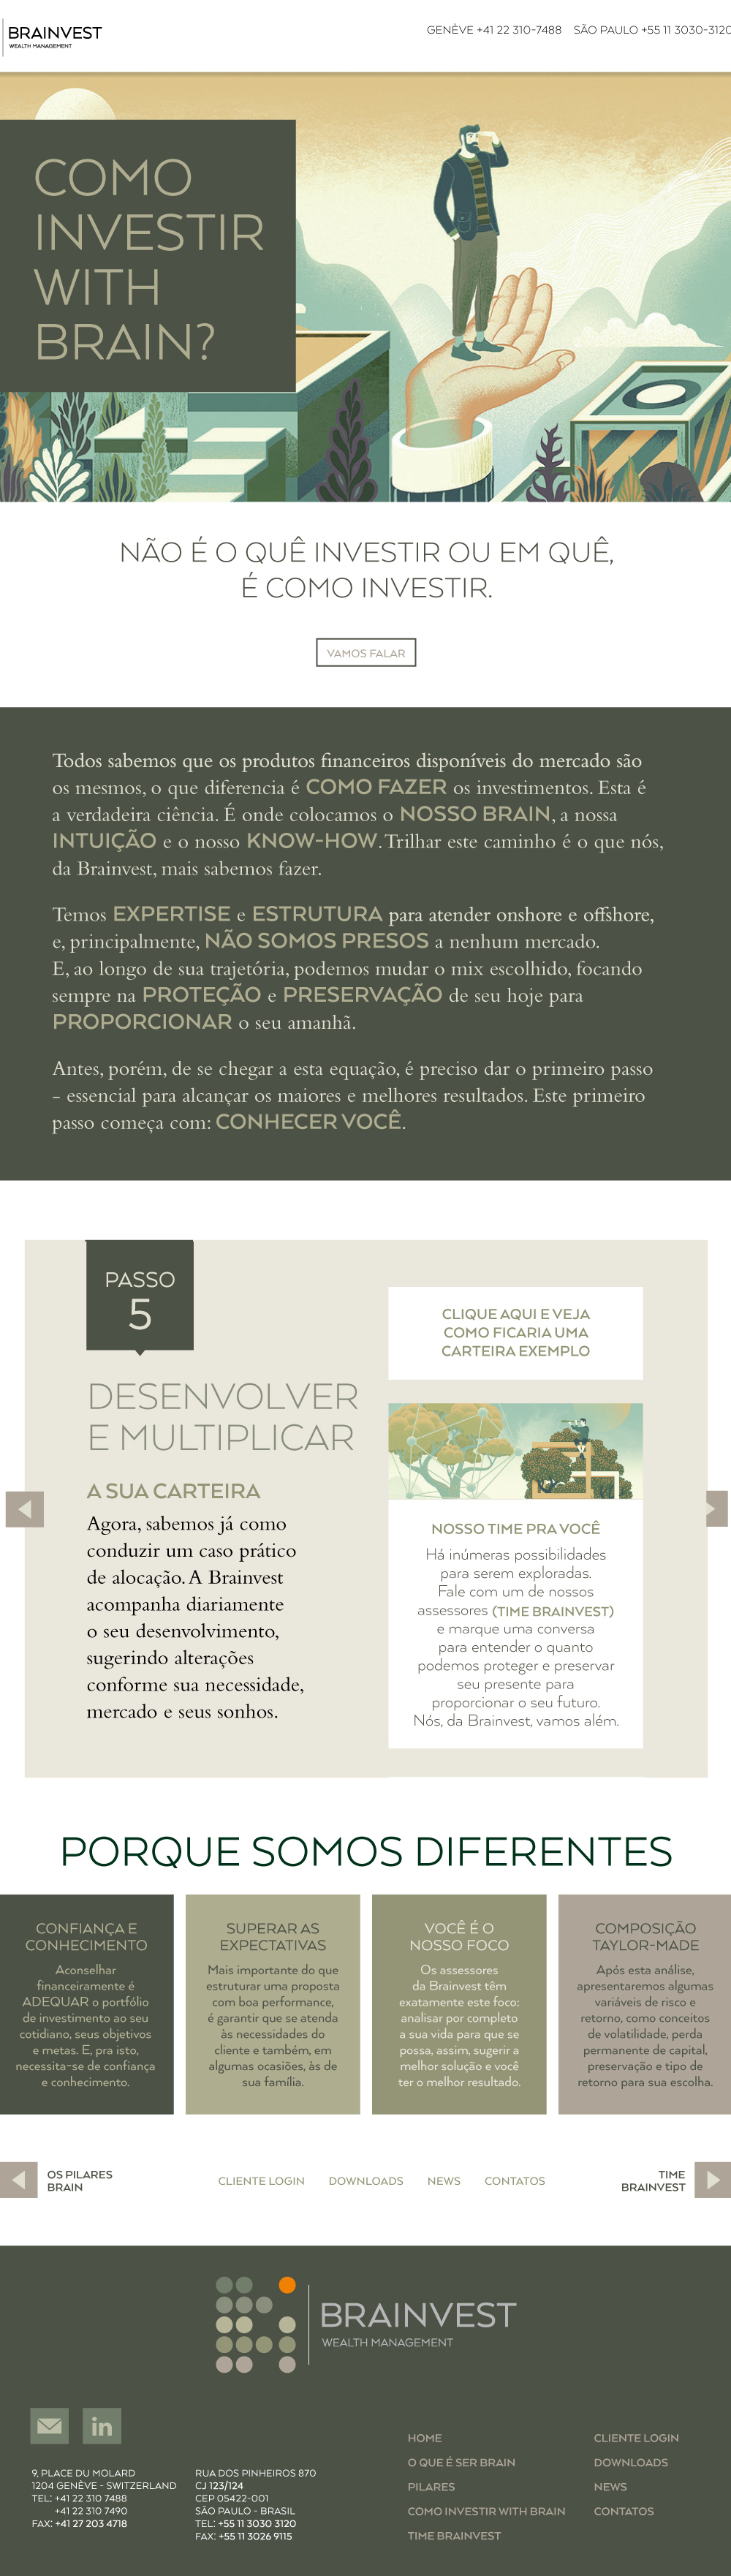 BRAINVEST
WEALTH MANAGEMENT
GENÈVE +41 22 310-7488 SÃO PAULO +55 11 3030-3120
COMO
INVESTIR
WITH
BRAIN?
NÃO É O QUÊ INVESTIR OU EM QUÊ,
É COMO INVESTIR.
VAMOS FALAR
Todos sabemos que os produtos financeiros disponíveis do mercado são
os mesmos, o que diferencia é COMO FAZER os investimentos. Esta é
a verdadeira ciência. É onde colocamos o NOSSO BRAIN, a nossa
INTUIÇÃO e o nosso KNOW-HOW. Trilhar este caminho é o que nós,
da Brainvest, mais sabemos fazer.
Temos EXPERTISE e ESTRUTURA para atender onshore e offshore,
e, principalmente, NÃO SOMOS PRESOS a nenhum mercado.
E, ao longo de sua trajetória, podemos mudar o mix escolhido, focando
sempre na PROTEÇÃO e PRESERVAÇÃO de seu hoje para
PROPORCIONAR o seu amanhã.
Antes, porém, de se chegar a esta equação, é preciso dar o primeiro passo
– essencial para alcançar os maiores e melhores resultados. Este primeiro
passo começa com: CONHECER VOCÊ.
PASSO
5
DESENVOLVER
E MULTIPLICAR
A SUA CARTEIRA
Agora, sabemos já como
conduzir um caso prático
de alocação. A Brainvest
acompanha diariamente
o seu desenvolvimento,
sugerindo alterações
conforme sua necessidade,
mercado e seus sonhos.
CLIQUE AQUI E VEJA
COMO FICARIA UMA
CARTEIRA EXEMPLO
NOSSO TIME PRA VOCÊ
Há inúmeras possibilidades
para serem exploradas.
Fale com um de nossos
assessores (TIME BRAINVEST)
e marque uma conversa
para entender o quanto
podemos proteger e preservar
seu presente para
proporcionar o seu futuro.
Nós, da Brainvest, vamos além.
PORQUE SOMOS DIFERENTES
CONFIANÇA E
CONHECIMENTO
Aconselhar
financeiramente é
ADEQUAR o portfólio
de investimento ao seu
cotidiano, seus objetivos
e metas. E, pra isto,
necessita-se de confiança
e conhecimento.
SUPERAR AS
EXPECTATIVAS
Mais importante do que
estruturar uma proposta
com boa performance,
é garantir que se atenda
às necessidades do
cliente e também, em
algumas ocasiões, às de
sua família.
VOCÊ É O
NOSSO FOCO
Os assessores
da Brainvest têm
exatamente este foco:
analisar por completo
a sua vida para que se
possa, assim, sugerir a
melhor solução e você
ter o melhor resultado.
COMPOSIÇÃO
TAYLOR-MADE
Após esta análise,
apresentaremos algumas
variáveis de risco e
retorno, como conceitos
de volatilidade, perda
permanente de capital,
preservação e tipo de
retorno para sua escolha.
OS PILARES
BRAIN
CLIENTE LOGIN DOWNLOADS NEWS CONTATOS
TIME
BRAINVEST
BRAINVEST
WEALTH MANAGEMENT
in
9, PLACE DU MOLARD
1204 GENÈVE - SWITZERLAND
TEL: +41 22 310 7488
+41 22 310 7490
FAX: +41 27 203 4718
RUA DOS PINHEIROS 870
CJ 123/124
CEP 05422-001
SÃO PAULO - BRASIL
TEL: +55 11 3030 3120
FAX: +55 11 3026 9115
HOME
O QUE É SER BRAIN
PILARES
COMO INVESTIR WITH BRAIN
TIME BRAINVEST
CLIENTE LOGIN
DOWNLOADS
NEWS
CONTATOS